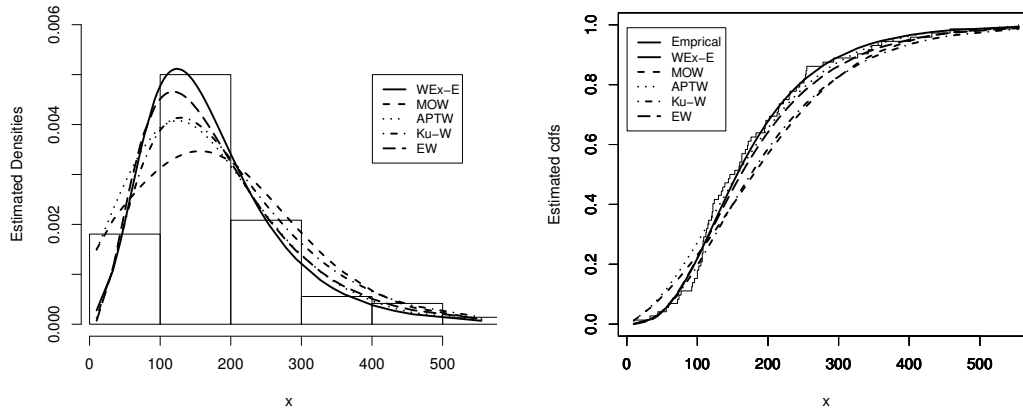 0.006
0.004
0.002
0.000
Estimated Densities
WEx−E
MOW
APTW
Ku−W
EW
0 100 200 300 400 500
x
1.0
0.8
0.6
0.4
0.2
0.0
Estimated cdfs
Emprical
WEx−E
MOW
APTW
Ku−W
EW
0 100 200 300 400 500
x